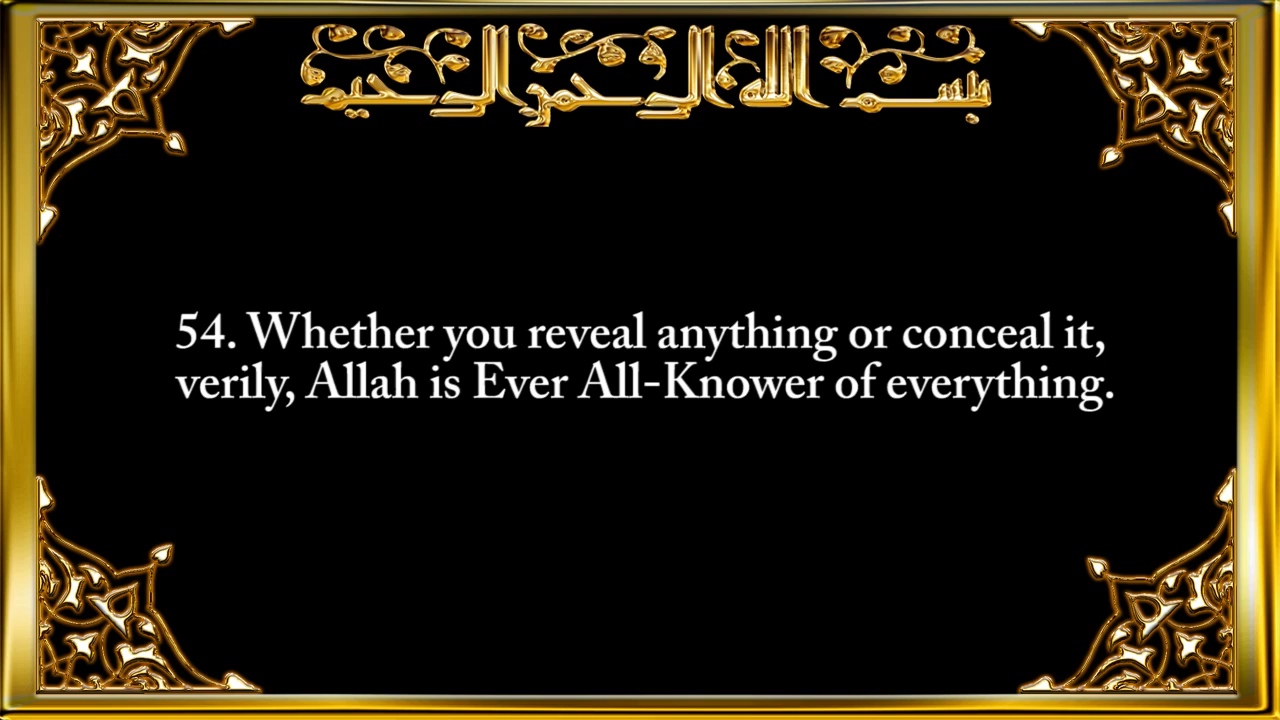 بسم الله الرحمن الرحيم
54. Whether you reveal anything or conceal it,
verily, Allah is Ever All-Knower of everything.